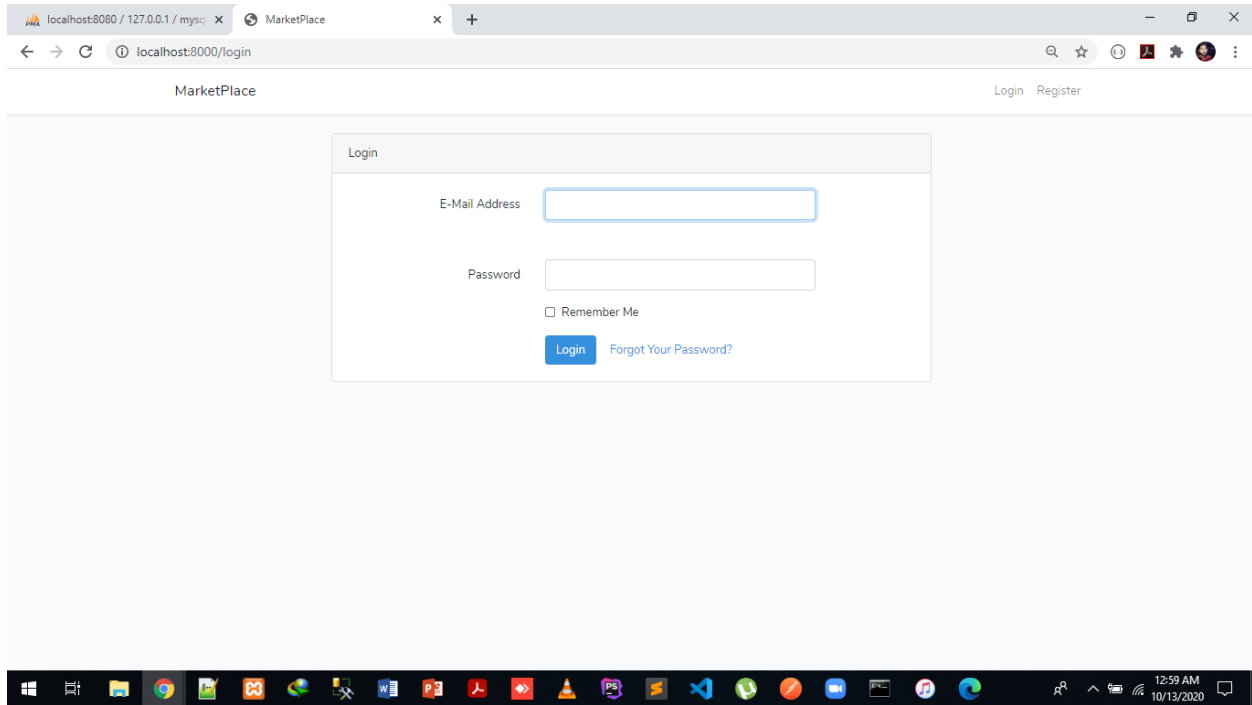 localhost:8080 / 127.0.0.1 / mysq
MarketPlace
localhost:8000/login
MarketPlace
Login Register
Login
E-Mail Address
Password
Remember Me
Login Forgot Your Password?
12:59 AM
10/13/2020